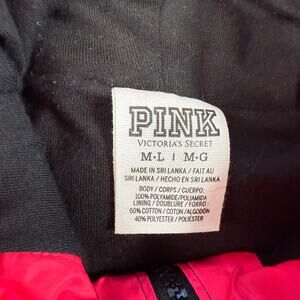 PINK
VICTORIA'S SECRET
M•L | M•G
MADE IN SRI LANKA / FAIT AU
SRI LANKA / HECHO EN SRI LANKA
BODY / CORPS / CUERPO:
100% POLYAMIDE/POLIAMIDA
LINING / DOUBLURE / FORRO:
60% COTTON / COTON /ALGODÓN
40% POLYESTER / POLIÉSTER